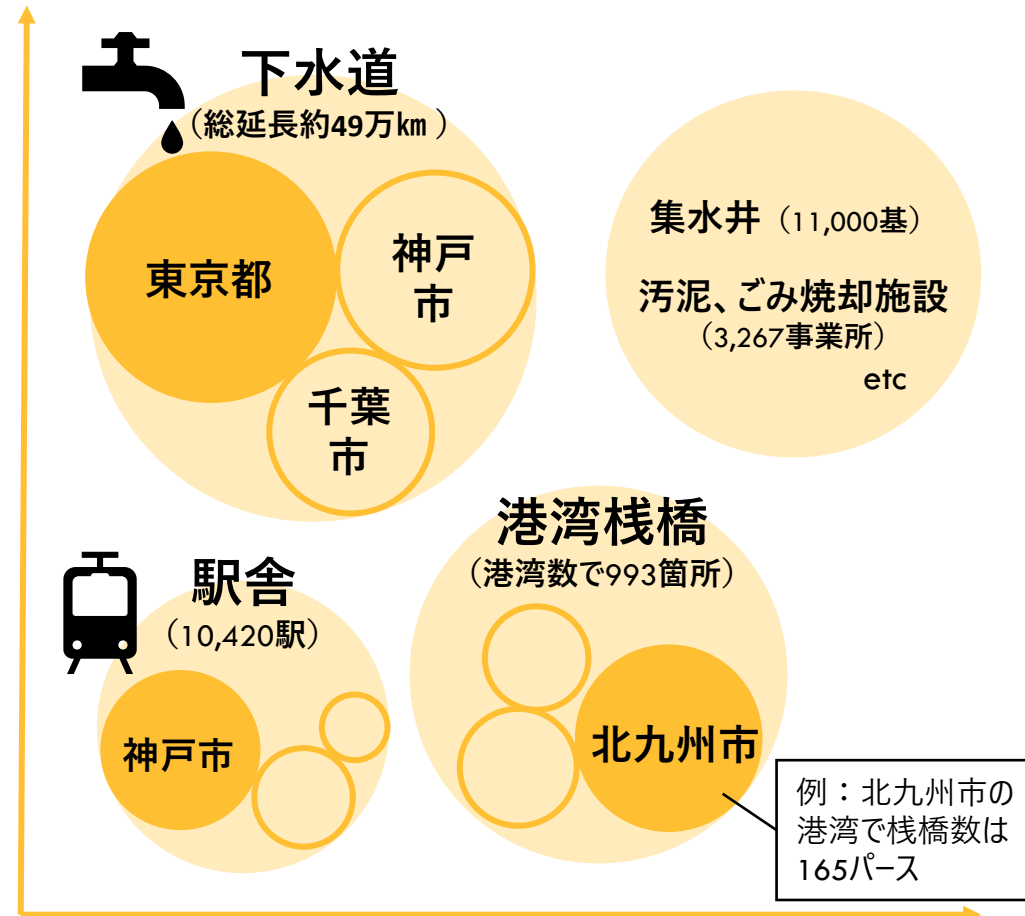 下水道
（総延長約49万㎞ ）
東京都
神戸
市
千葉
市
集水井（11,000基）
汚泥、ごみ焼却施設
（3,267事業所）
etc
駅舎
（10,420駅）
神戸市
港湾桟橋
（港湾数で993箇所）
北九州市
例：北九州市の
港湾で桟橋数は
165パース